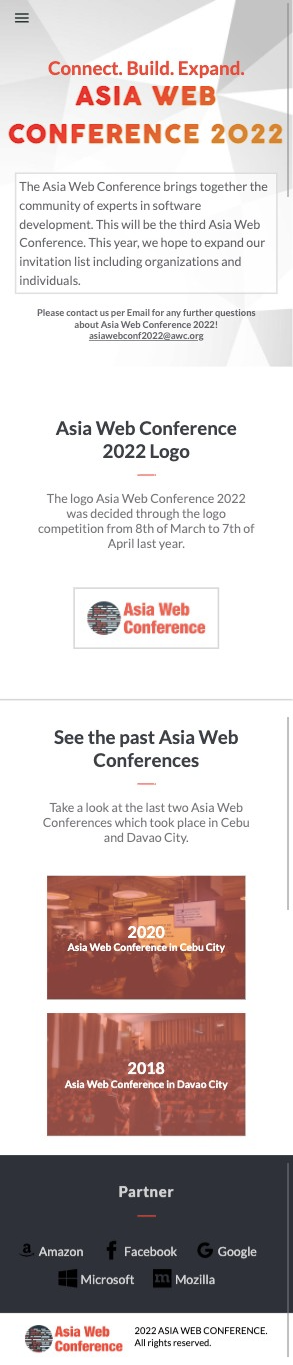 Connect. Build. Expand.
ASIA WEB
CONFERENCE 2022
The Asia Web Conference brings together the
community of experts in software
development. This will be the third Asia Web
Conference. This year, we hope to expand our
invitation list including organizations and
individuals.
Please contact us per Email for any further questions
about Asia Web Conference 2022!
asiawebconf2022@awc.org
Asia Web Conference
2022 Logo
The logo Asia Web Conference 2022
was decided through the logo
competition from 8th of March to 7th of
April last year.
Asia Web
Conference
See the past Asia Web
Conferences
Take a look at the last two Asia Web
Conferences which took place in Cebu
and Davao City.
2020
Asia Web Conference in Cebu City
2018
Asia Web Conference in Davao City
Partner
Amazon Facebook Google
Microsoft Mozilla
Asia Web
Conference
2022 ASIA WEB CONFERENCE.
All rights reserved.